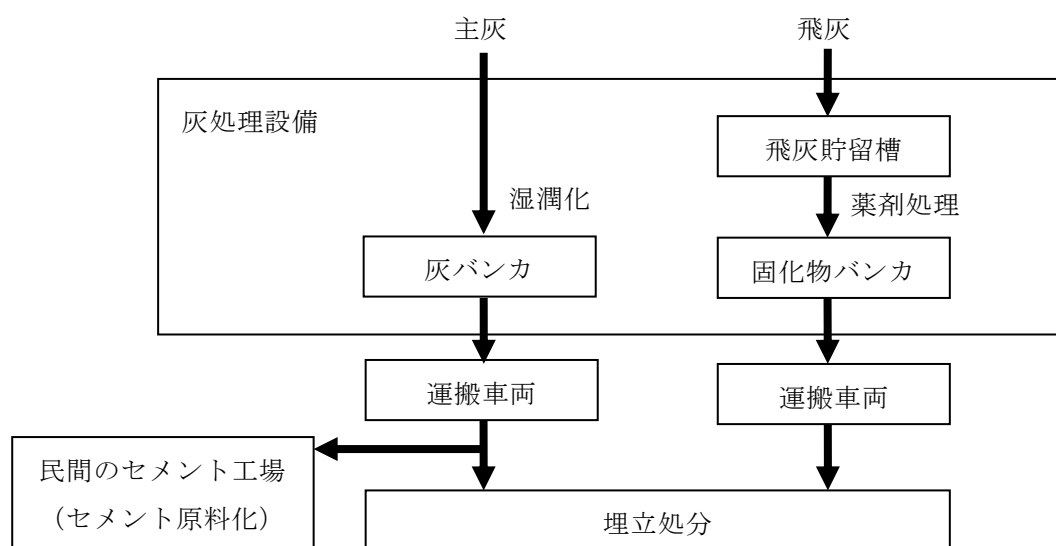 主灰
飛灰
灰処理設備
飛灰貯留槽
湿潤化
薬剤処理
灰バンカ
固化物バンカ
運搬車両
運搬車両
民間のセメント工場
（セメント原料化）
埋立処分